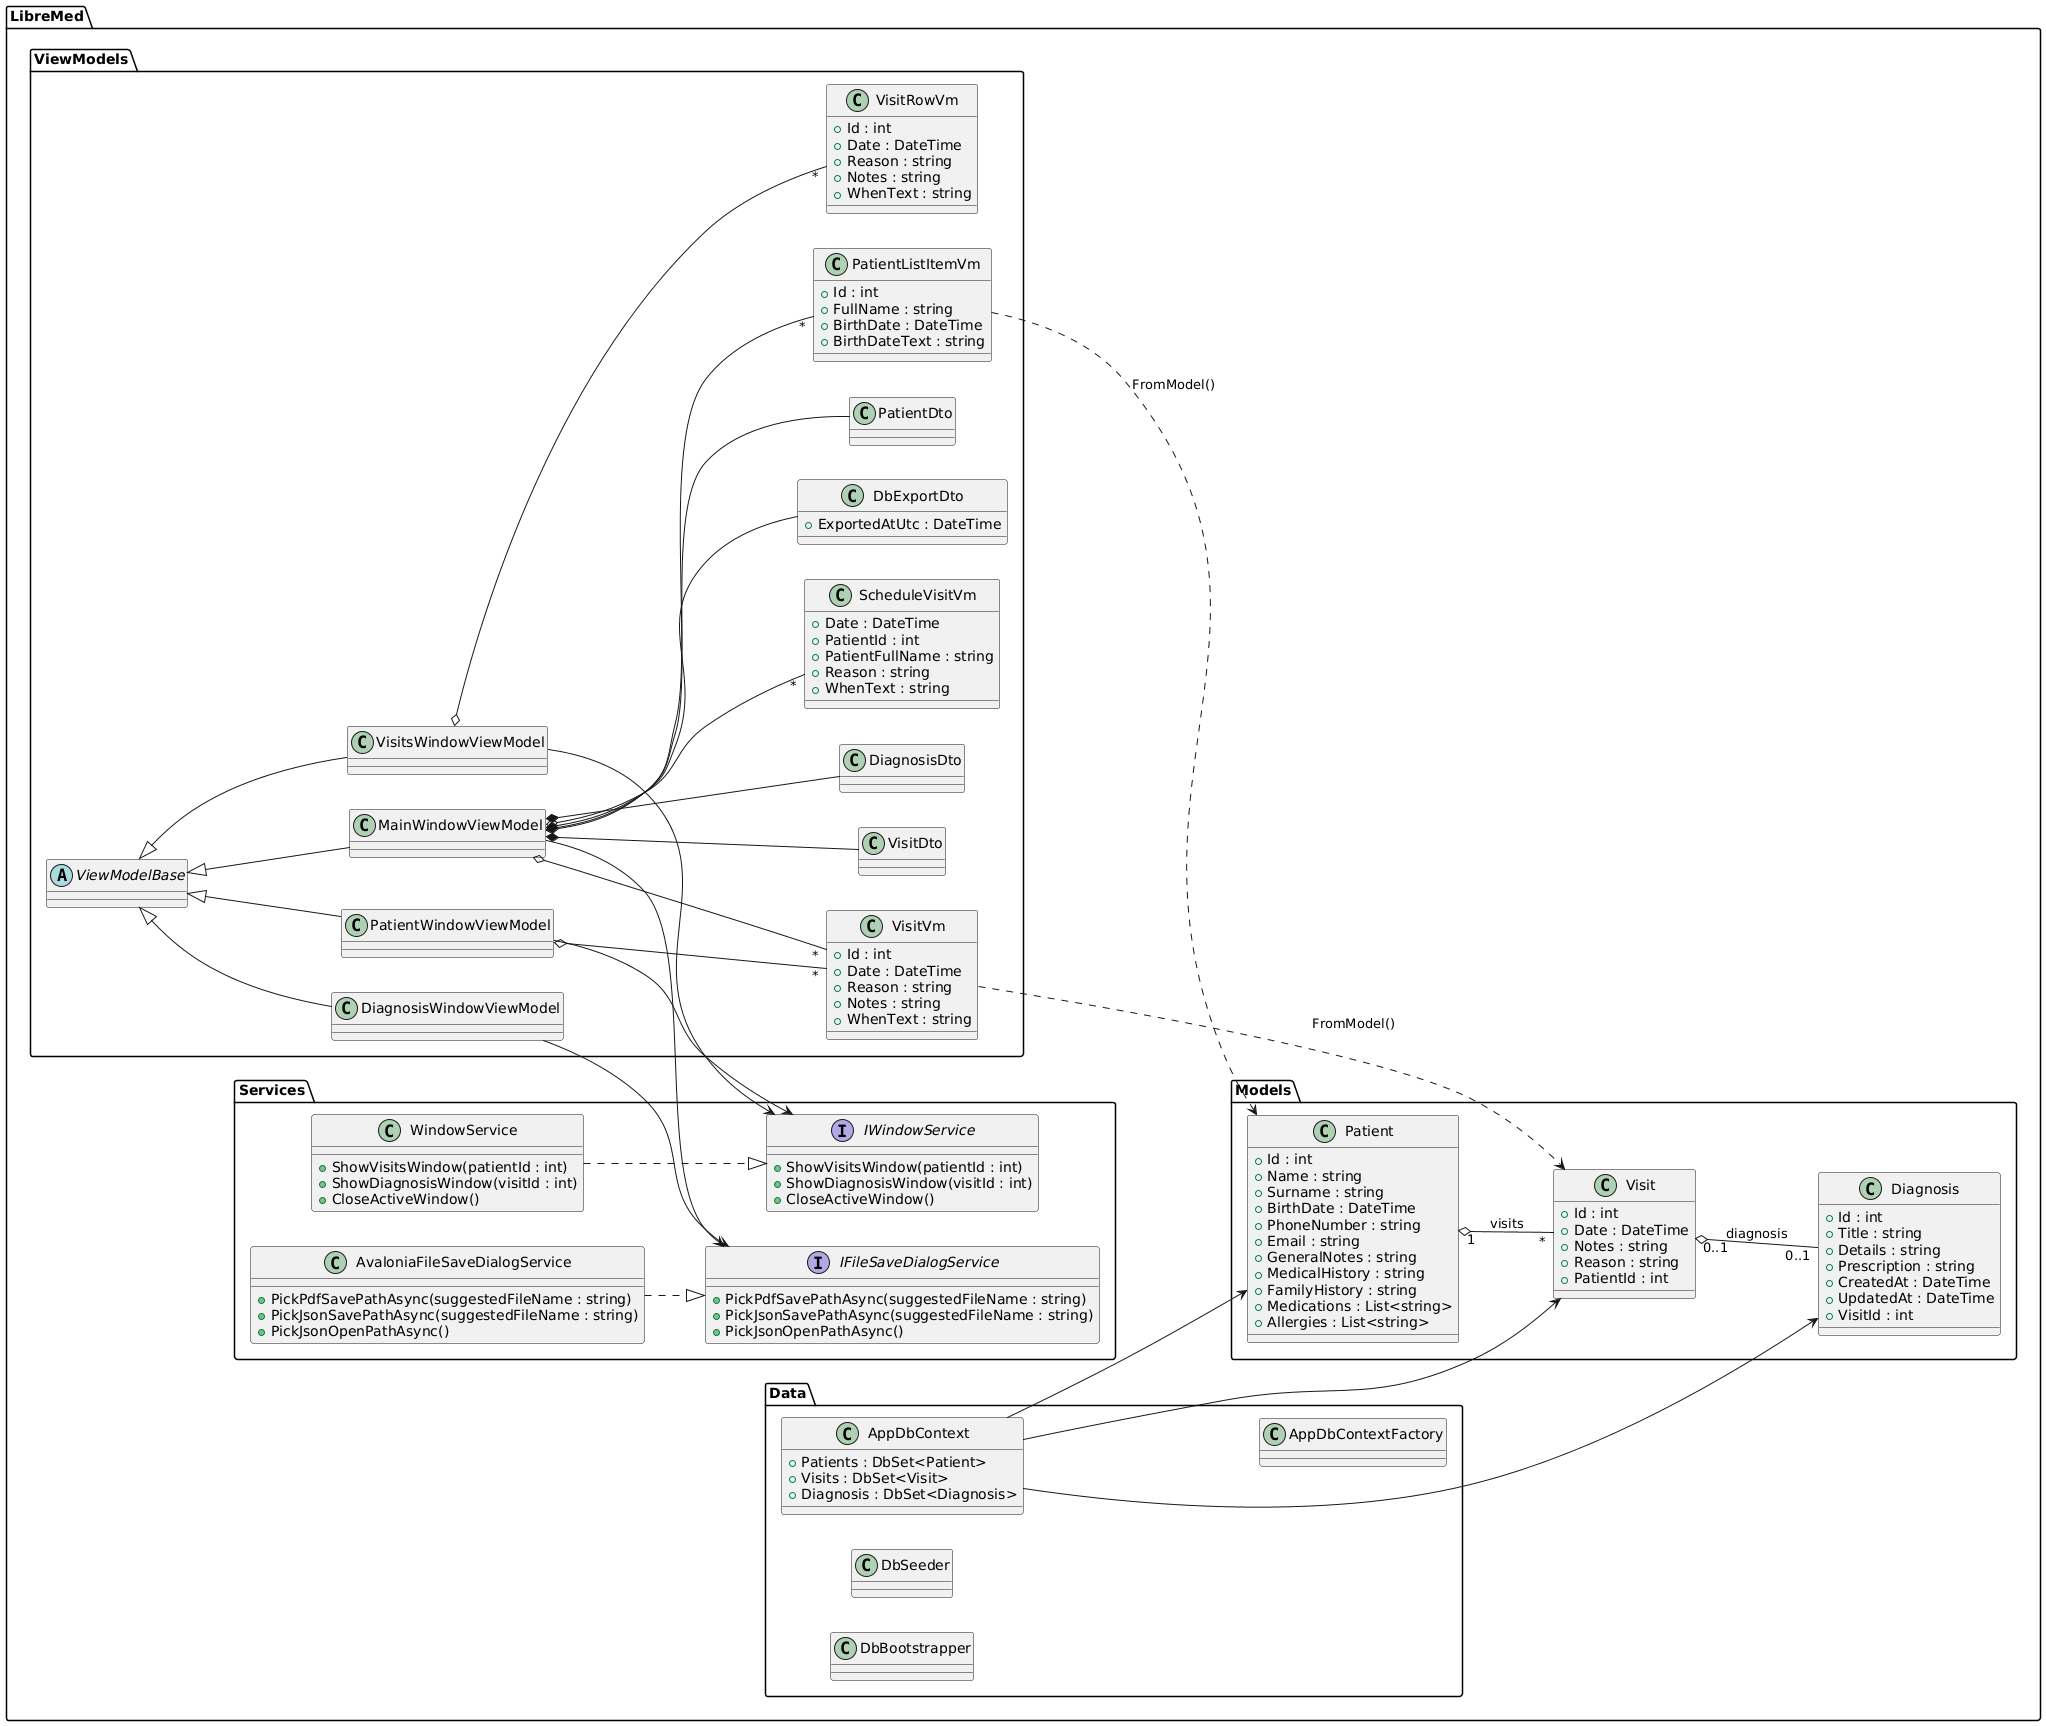 LibreMed
ViewModels
C VisitRowVm
Id : int
Date : DateTime
Reason : string
Notes : string
WhenText : string
*
C PatientListItemVm
Id : int
FullName : string
BirthDate : DateTime
BirthDateText : string
*
FromModel()
C PatientDto
C DbExportDto
ExportedAtUtc : DateTime
C ScheduleVisitVm
Date : DateTime
PatientId : int
PatientFullName : string
Reason : string
WhenText : string
*
C VisitsWindowViewModel
C DiagnosisDto
C MainWindowViewModel
C VisitDto
A ViewModelBase
C PatientWindowViewModel
C VisitVm
Id : int
Date : DateTime
Reason : string
Notes : string
WhenText : string
*
*
C DiagnosisWindowViewModel
FromModel()
Services
C WindowService
ShowVisitsWindow(patientId : int)
ShowDiagnosisWindow(visitId : int)
CloseActiveWindow()
I IWindowService
ShowVisitsWindow(patientId : int)
ShowDiagnosisWindow(visitId : int)
CloseActiveWindow()
C AvaloniaFileSaveDialogService
PickPdfSavePathAsync(suggestedFileName : string)
PickJsonSavePathAsync(suggestedFileName : string)
PickJsonOpenPathAsync()
I IFileSaveDialogService
PickPdfSavePathAsync(suggestedFileName : string)
PickJsonSavePathAsync(suggestedFileName : string)
PickJsonOpenPathAsync()
Models
C Patient
Id : int
Name : string
Surname : string
BirthDate : DateTime
PhoneNumber : string
Email : string
GeneralNotes : string
MedicalHistory : string
FamilyHistory : string
Medications : List<string>
Allergies : List<string>
visits
1
*
C Visit
Id : int
Date : DateTime
Notes : string
Reason : string
PatientId : int
diagnosis
0..1
0..1
C Diagnosis
Id : int
Title : string
Details : string
Prescription : string
CreatedAt : DateTime
UpdatedAt : DateTime
VisitId : int
Data
C AppDbContext
Patients : DbSet<Patient>
Visits : DbSet<Visit>
Diagnosis : DbSet<Diagnosis>
C AppDbContextFactory
C DbSeeder
C DbBootstrapper